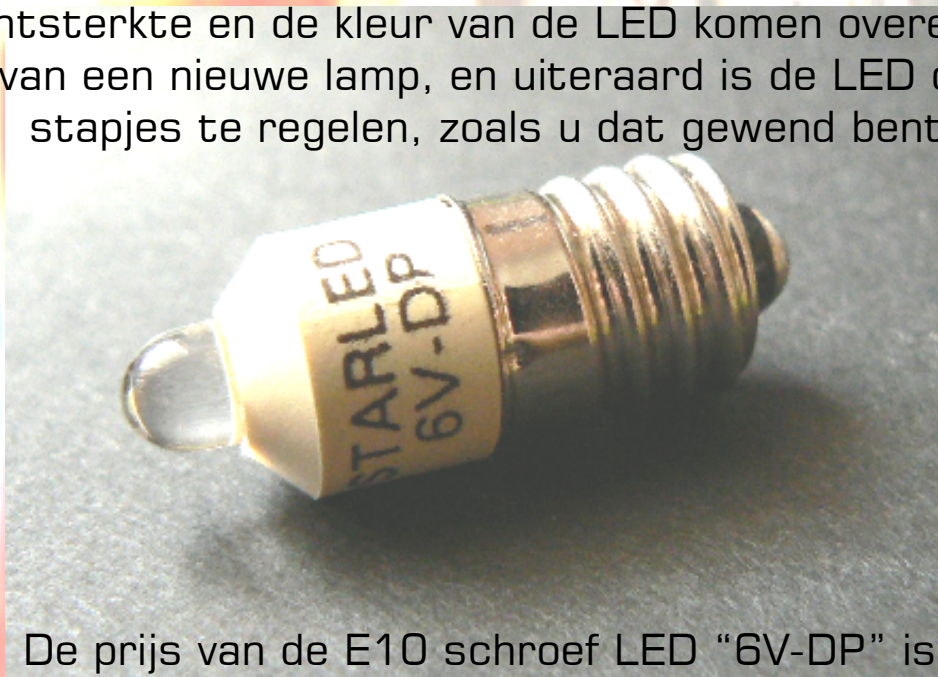 ntsterkte en de kleur van de LED komen overe
van een nieuwe lamp, en uiteraard is de LED
stapjes te regelen, zoals u dat gewend bent
STARLED
6V-DP
De prijs van de E10 schroef LED “6V-DP” is